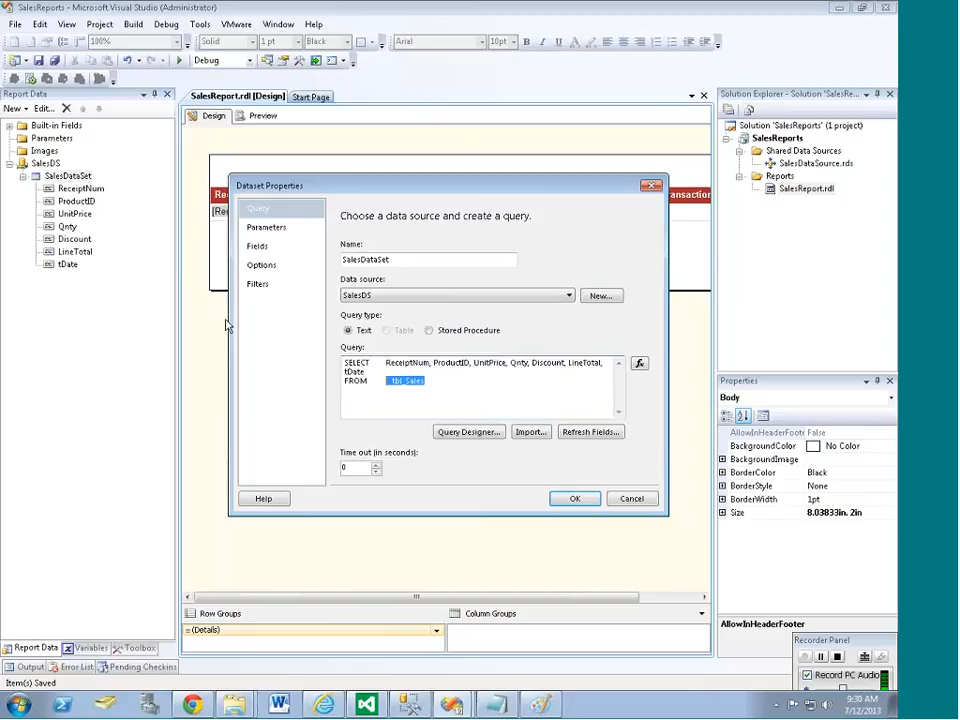 SalesReports - Microsoft Visual Studio (Administrator)
File Edit View Project Build Debug Tools VMware Window Help
100% Solid 1 pt Black Arial 10pt B I U A
Debug
Report Data
New Edit...
Built-in Fields
Parameters
Images
SalesDS
SalesDataSet
ReceiptNum
ProductID
UnitPrice
Qnty
Discount
LineTotal
tDate
Report Data Variables Toolbox
Output Error List Pending Checkins
Item(s) Saved
SalesReport.rdl [Design] Start Page
Design Preview
Dataset Properties
Query
Parameters
Fields
Options
Filters
Choose a data source and create a query.
Name:
SalesDataSet
Data source:
SalesDS New...
Query type:
Text Table Stored Procedure
Query:
SELECT ReceiptNum, ProductID, UnitPrice, Qnty, Discount, LineTotal,
tDate
FROM tbl_Sales
fx
Query Designer... Import... Refresh Fields...
Time out (in seconds):
0
Help OK Cancel
Row Groups Column Groups
(Details)
Solution Explorer - Solution 'SalesRe...
Solution 'SalesReports' (1 project)
SalesReports
Shared Data Sources
SalesDataSource.rds
Reports
SalesReport.rdl
Properties
Body
AllowInHeaderFoote False
BackgroundColor No Color
BackgroundImage
BorderColor Black
BorderStyle None
BorderWidth 1pt
Size 8.03833in, 2in
AllowInHeaderFooter
Recorder Panel
Record PC Audio
9:30 AM
7/12/2013